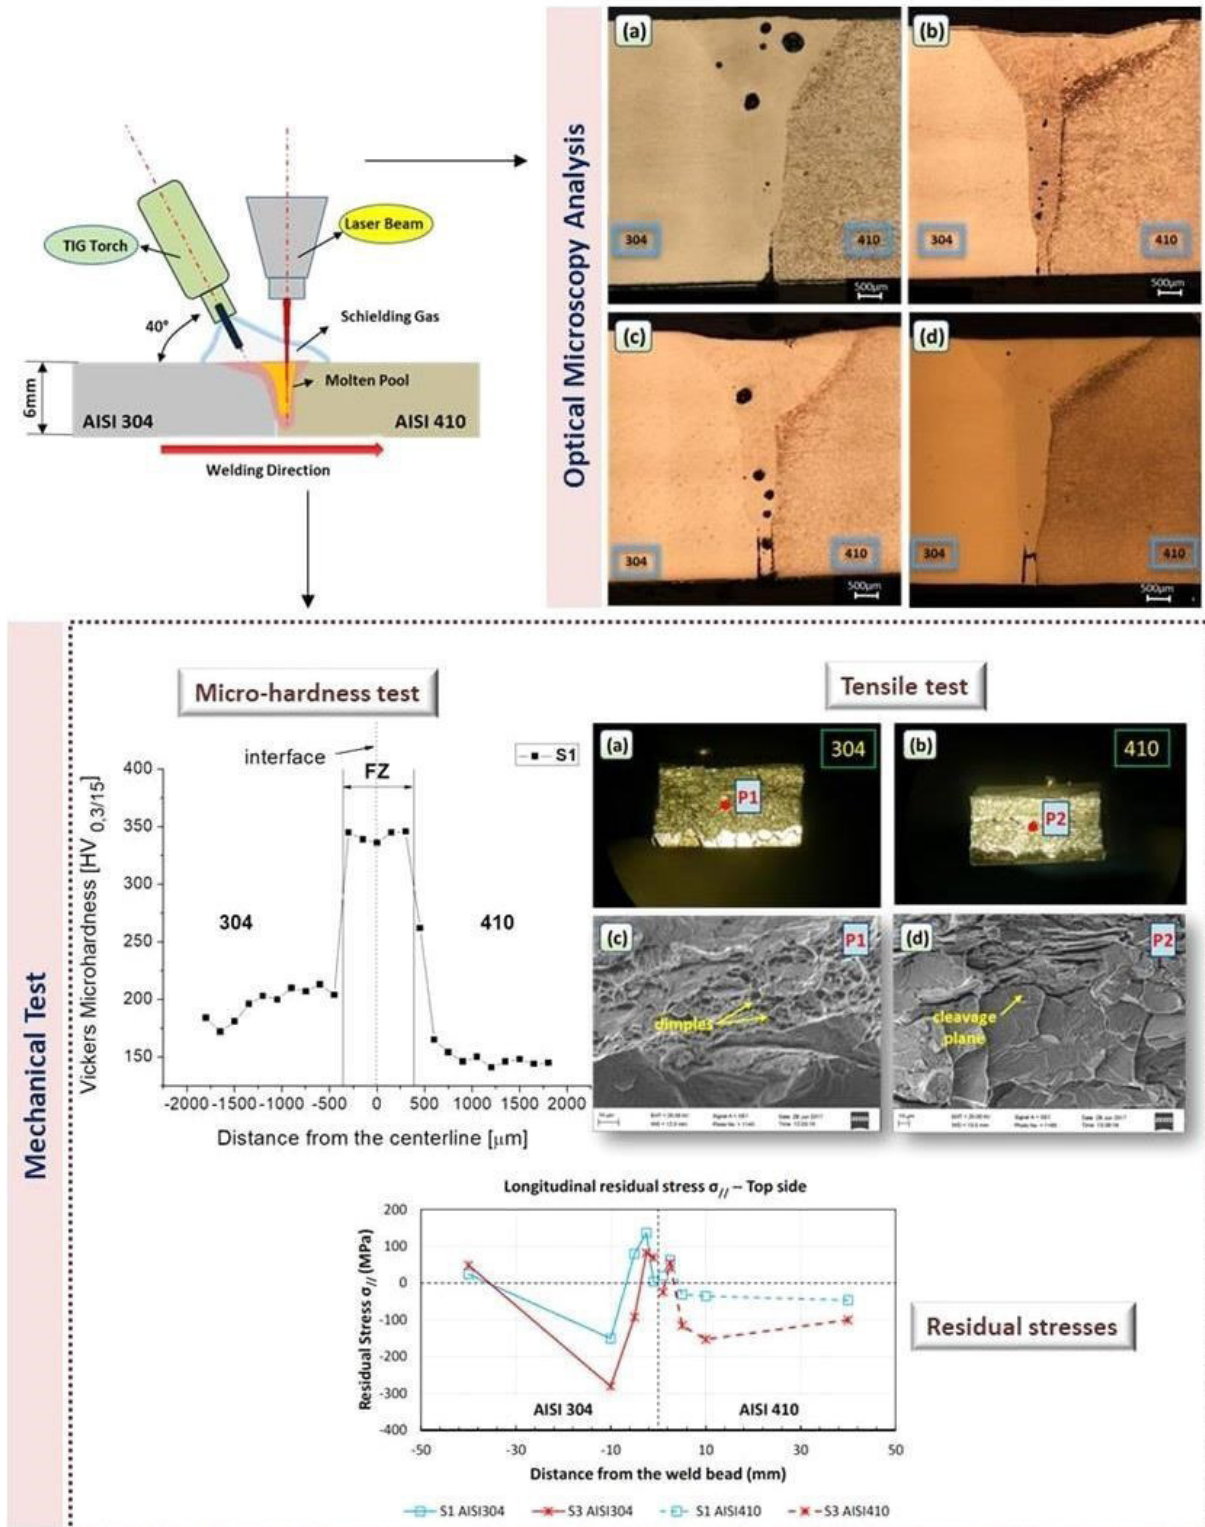 TIG Torch
Laser Beam
40°
Schielding Gas
6mm
Molten Pool
AISI 304
AISI 410
Welding Direction
Optical Microscopy Analysis
(a)
304
410
500µm
(b)
304
410
500µm
(c)
304
410
500µm
(d)
304
410
500µm
Mechanical Test
Micro-hardness test
interface
S1
FZ
Vickers Microhardness [HV 0,3/15]
400
350
300
250
200
150
304
410
-2000 -1500 -1000 -500 0 500 1000 1500 2000
Distance from the centerline [µm]
Tensile test
(a)
304
P1
(b)
410
P2
(c)
P1
dimples
(d)
P2
cleavage
plane
Longitudinal residual stress σ// – Top side
Residual Stress σ// (MPa)
200
100
0
-100
-200
-300
-400
AISI 304
AISI 410
-50 -30 -10 10 30 50
Distance from the weld bead (mm)
S1 AISI304 S3 AISI304 S1 AISI410 S3 AISI410
Residual stresses